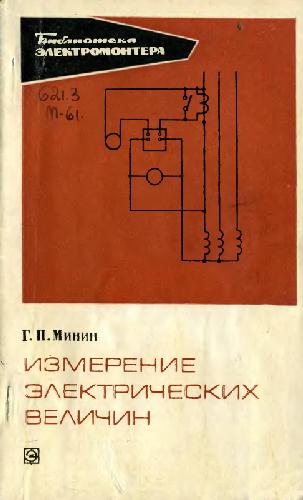 Библиотека
ЭЛЕКТРОМОНТЕРА
621.3
М-61.
Г. П. Минин
ИЗМЕРЕНИЕ
ЭЛЕКТРИЧЕСКИХ
ВЕЛИЧИН